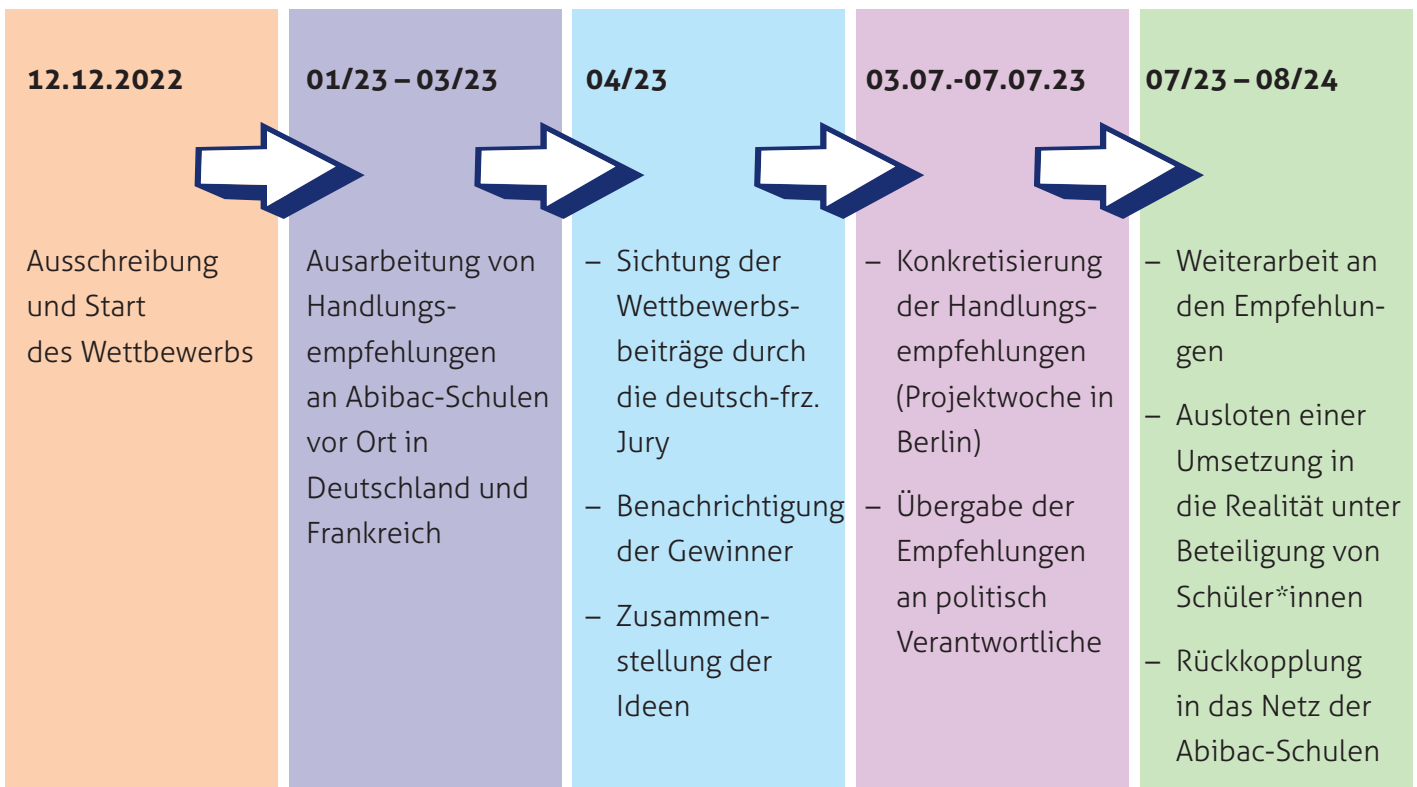 12.12.2022
Ausschreibung
und Start
des Wettbewerbs
01/23 – 03/23
Ausarbeitung von
Handlungs-
empfehlungen
an Abibac-Schulen
vor Ort in
Deutschland und
Frankreich
04/23
– Sichtung der
Wettbewerbs-
beiträge durch
die deutsch-frz.
Jury
– Benachrichtigung
der Gewinner
– Zusammen-
stellung der
Ideen
03.07.-07.07.23
– Konkretisierung
der Handlungs-
empfehlungen
(Projektwoche in
Berlin)
– Übergabe der
Empfehlungen
an politisch
Verantwortliche
07/23 – 08/24
– Weiterarbeit an
den Empfehlun-
gen
– Ausloten einer
Umsetzung in
die Realität unter
Beteiligung von
Schüler*innen
– Rückkopplung
in das Netz der
Abibac-Schulen